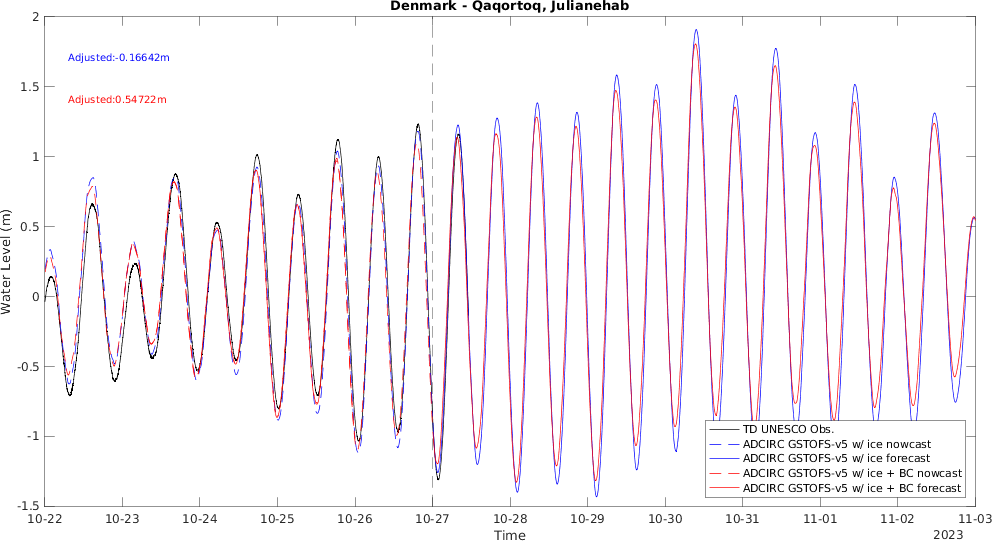 Denmark - Qaqortoq, Julianehab
2
1.5
1
0.5
0
-0.5
-1
-1.5
Water Level (m)
Adjusted:-0.16642m
Adjusted:0.54722m
TD UNESCO Obs.
ADCIRC GSTOFS-v5 w/ ice nowcast
ADCIRC GSTOFS-v5 w/ ice forecast
ADCIRC GSTOFS-v5 w/ ice + BC nowcast
ADCIRC GSTOFS-v5 w/ ice + BC forecast
10-22 10-23 10-24 10-25 10-26 10-27 10-28 10-29 10-30 10-31 11-01 11-02 11-03
Time
2023